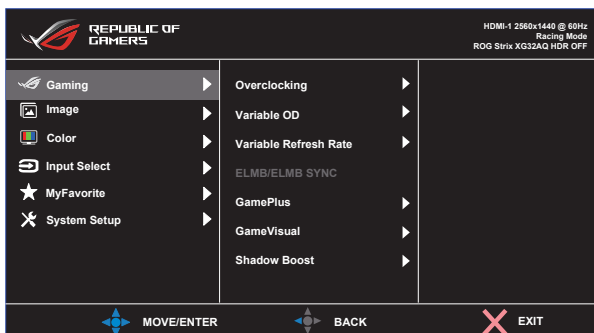 REPUBLIC OF
GAMERS
HDMI-1 2560x1440 @ 60Hz
Racing Mode
ROG Strix XG32AQ HDR OFF
Gaming
Image
Color
Input Select
MyFavorite
System Setup
Overclocking
Variable OD
Variable Refresh Rate
ELMB/ELMB SYNC
GamePlus
GameVisual
Shadow Boost
MOVE/ENTER
BACK
EXIT